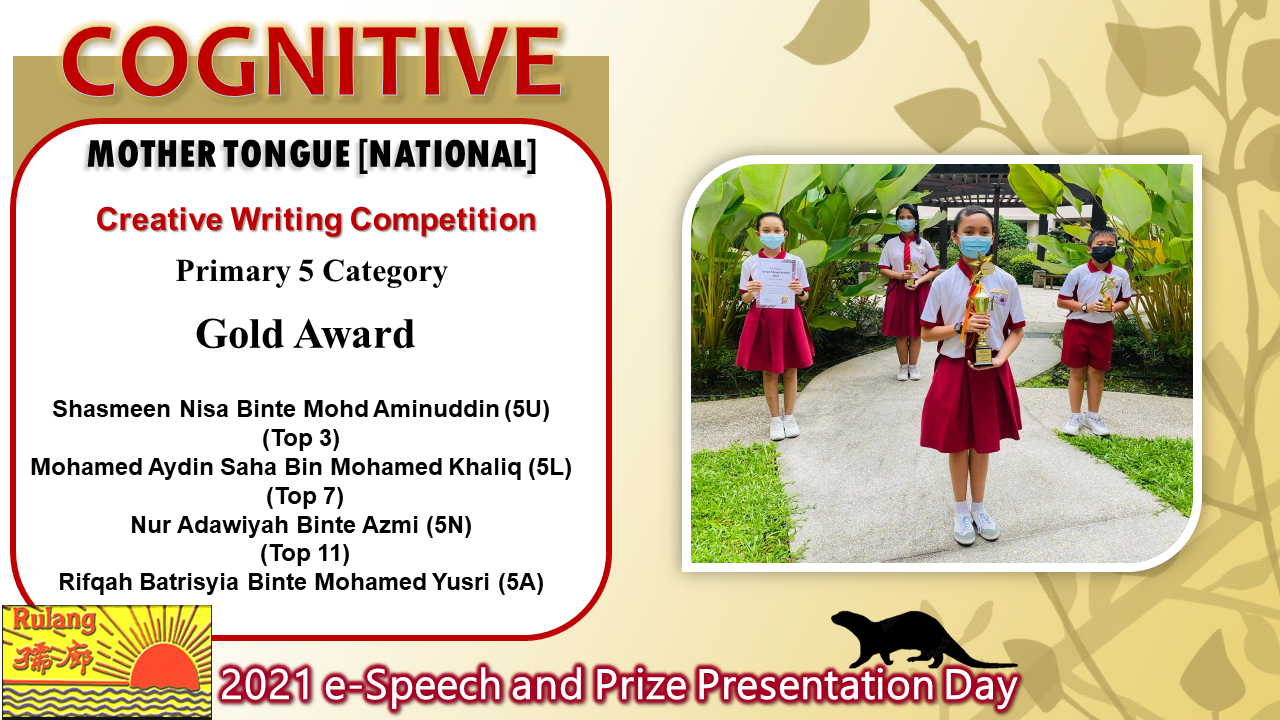 COGNITIVE
MOTHER TONGUE [NATIONAL]
Creative Writing Competition
Primary 5 Category
Gold Award
Shasmeen Nisa Binte Mohd Aminuddin (5U)
(Top 3)
Mohamed Aydin Saha Bin Mohamed Khaliq (5L)
(Top 7)
Nur Adawiyah Binte Azmi (5N)
(Top 11)
Rifqah Batrisyia Binte Mohamed Yusri (5A)
Rulang
孺廊
2021 e-Speech and Prize Presentation Day